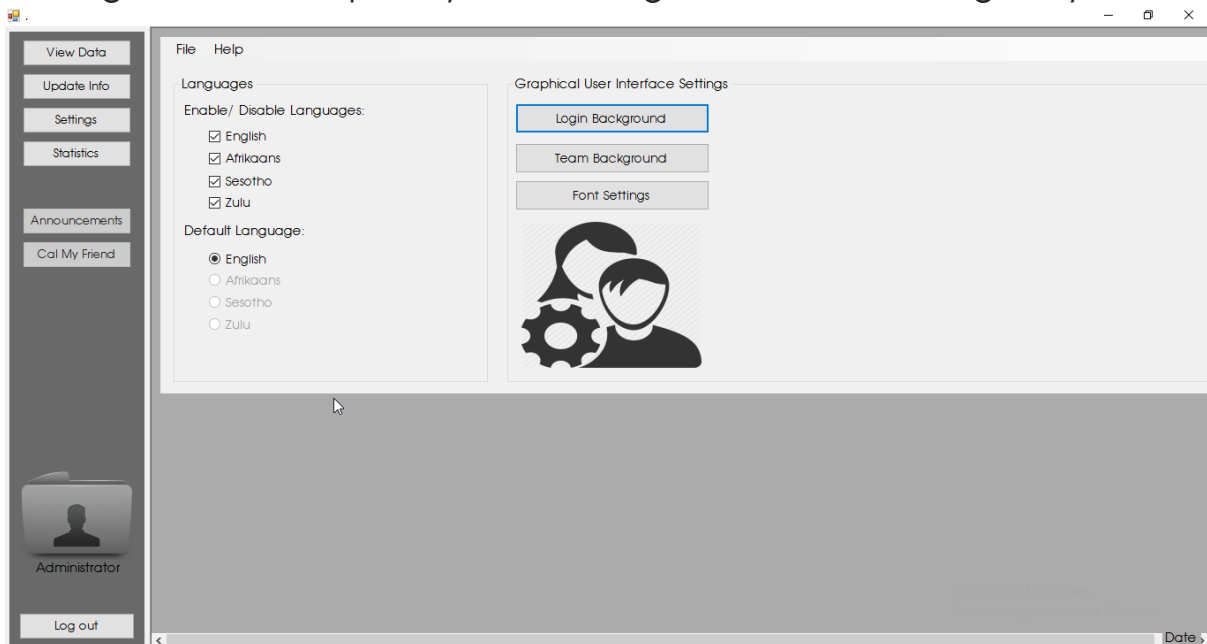 View Data
Update Info
Settings
Statistics
Announcements
Cal My Friend
Administrator
Log out
File Help
Languages
Enable/ Disable Languages:
English
Afrikaans
Sesotho
Zulu
Default Language:
English
Afrikaans
Sesotho
Zulu
Graphical User Interface Settings
Login Background
Team Background
Font Settings
Date